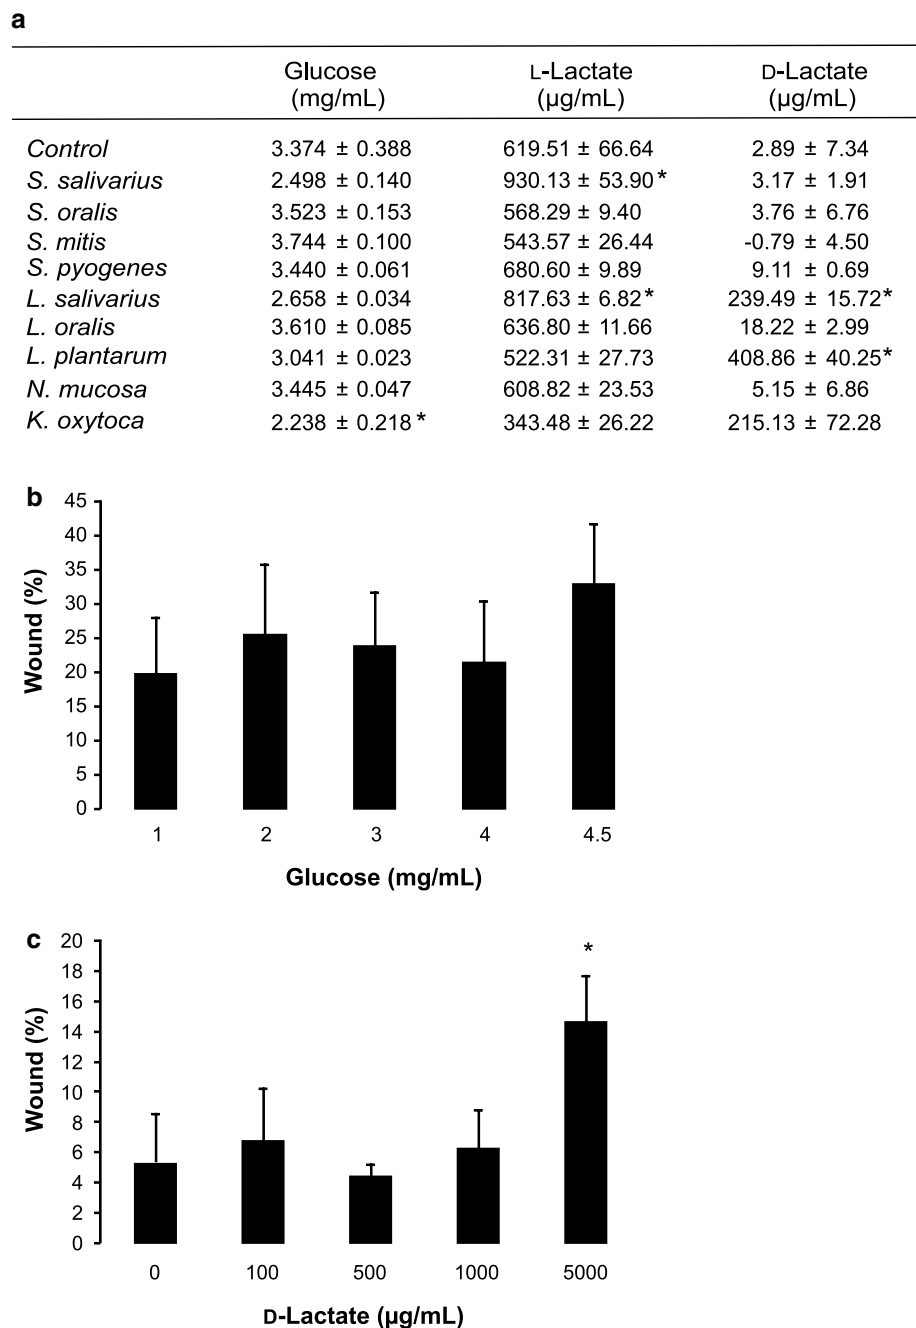 a
Glucose (mg/mL) L-Lactate (µg/mL) D-Lactate (µg/mL)
Control 3.374 ± 0.388 619.51 ± 66.64 2.89 ± 7.34
S. salivarius 2.498 ± 0.140 930.13 ± 53.90* 3.17 ± 1.91
S. oralis 3.523 ± 0.153 568.29 ± 9.40 3.76 ± 6.76
S. mitis 3.744 ± 0.100 543.57 ± 26.44 -0.79 ± 4.50
S. pyogenes 3.440 ± 0.061 680.60 ± 9.89 9.11 ± 0.69
L. salivarius 2.658 ± 0.034 817.63 ± 6.82* 239.49 ± 15.72*
L. oralis 3.610 ± 0.085 636.80 ± 11.66 18.22 ± 2.99
L. plantarum 3.041 ± 0.023 522.31 ± 27.73 408.86 ± 40.25*
N. mucosa 3.445 ± 0.047 608.82 ± 23.53 5.15 ± 6.86
K. oxytoca 2.238 ± 0.218* 343.48 ± 26.22 215.13 ± 72.28
b
Wound (%)
45
40
35
30
25
20
15
10
5
0
1 2 3 4 4.5
Glucose (mg/mL)
c
Wound (%)
20
18
16
14
12
10
8
6
4
2
0
*
0 100 500 1000 5000
D-Lactate (µg/mL)